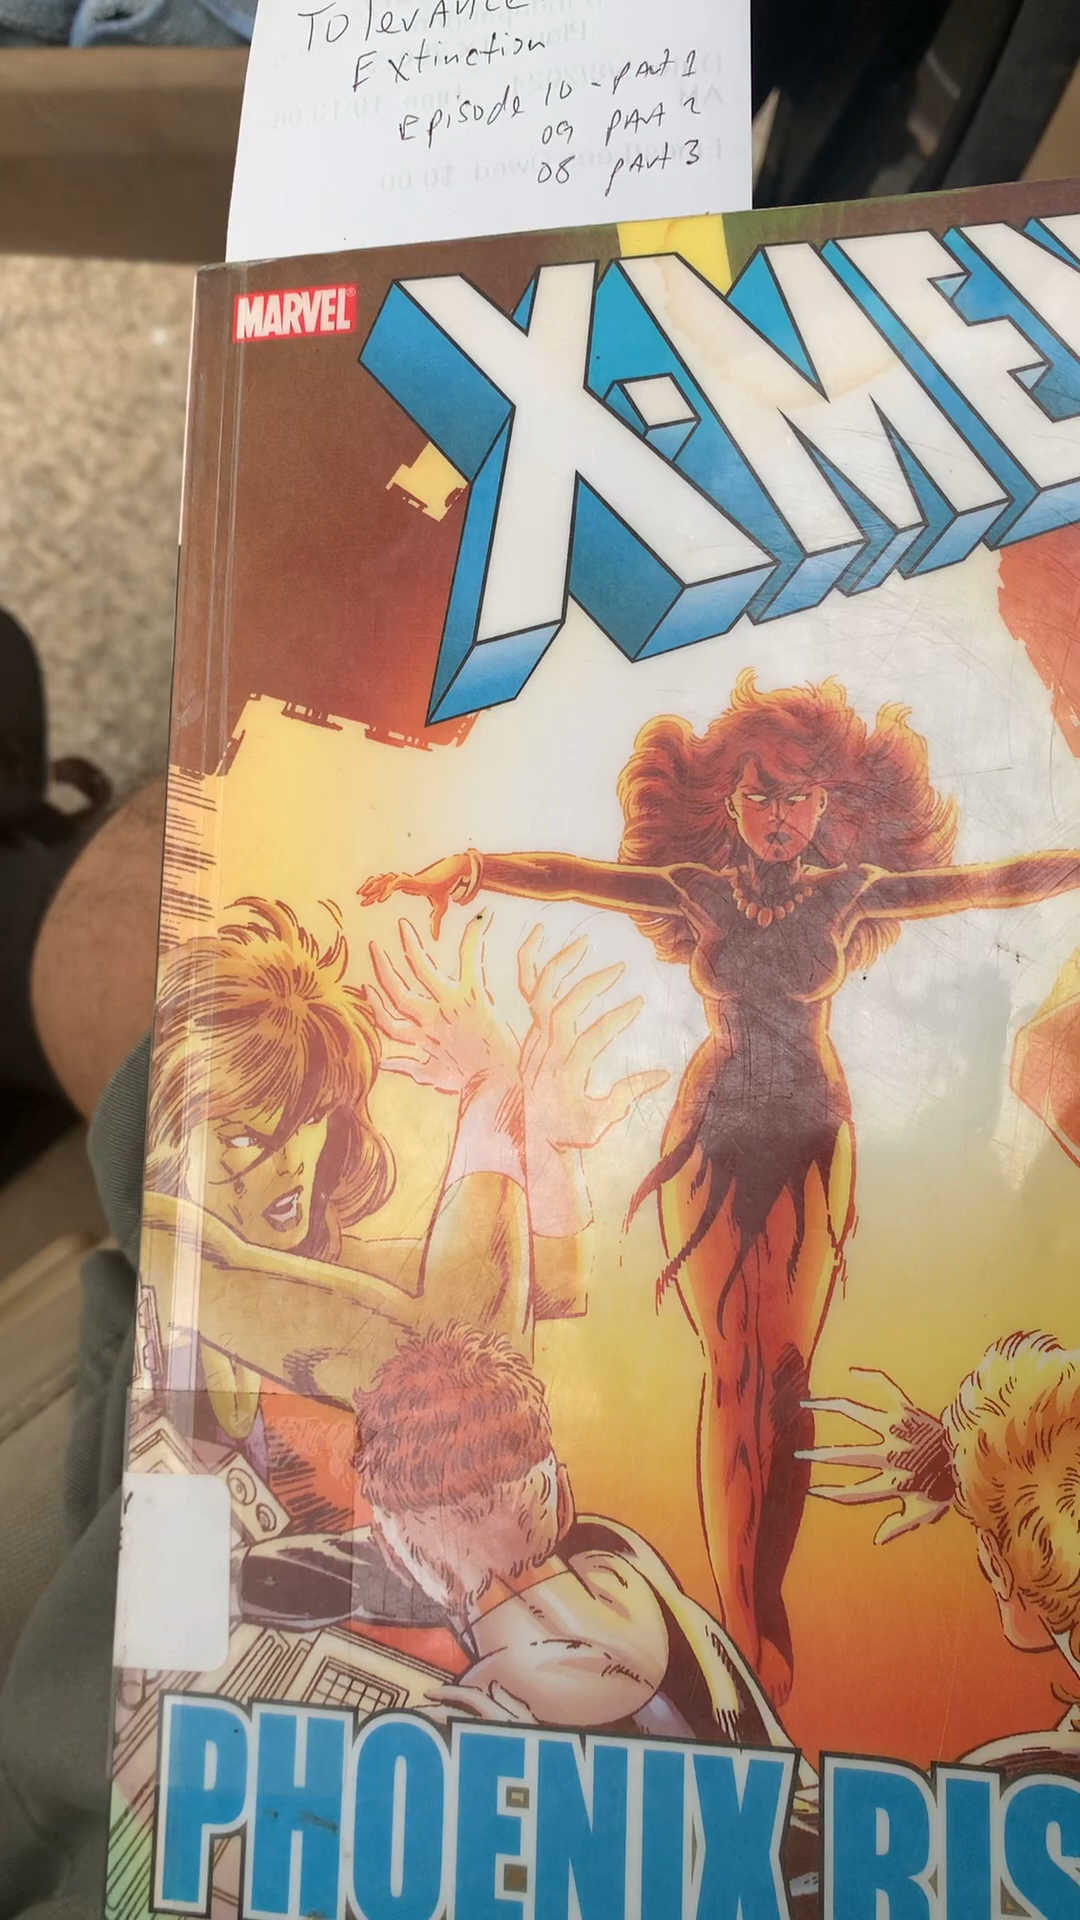 Tolerance
Extinction
Episode 10 - part 1
09 part 2
08 part 3
MARVEL®
X-MEN
PHOENIX RIS